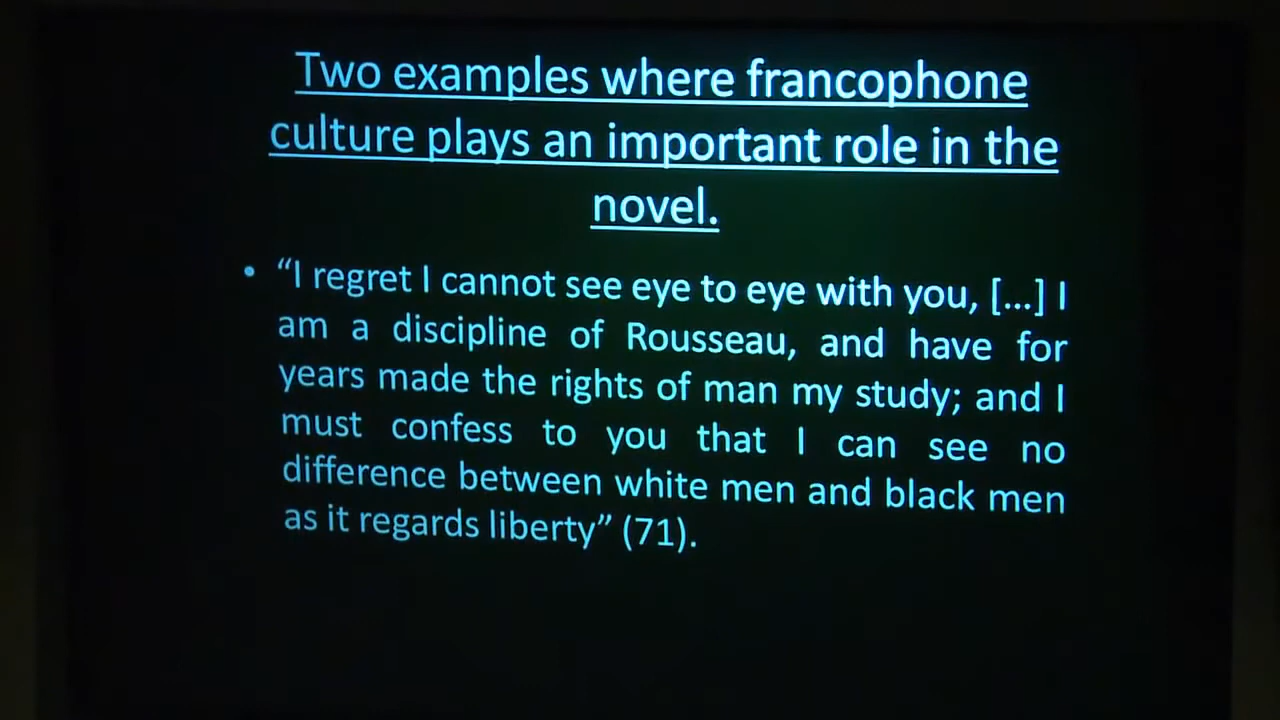 Two examples where francophone
culture plays an important role in the
novel.
• “I regret I cannot see eye to eye with you, [...] I
am a discipline of Rousseau, and have for
years made the rights of man my study; and I
must confess to you that I can see no
difference between white men and black men
as it regards liberty” (71).